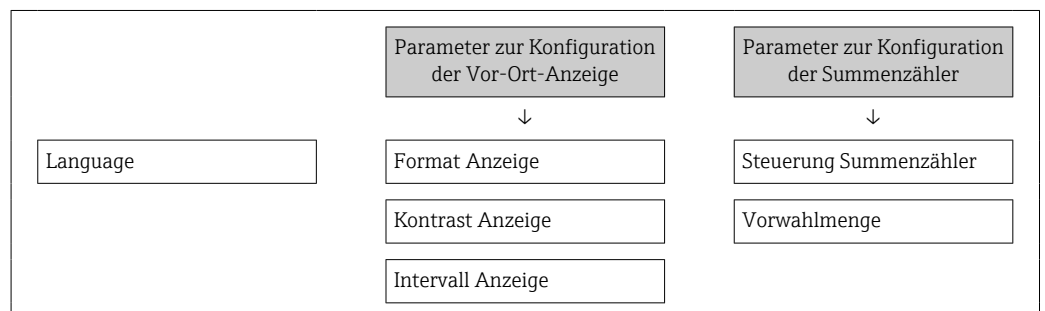 Parameter zur Konfiguration
der Vor-Ort-Anzeige
Parameter zur Konfiguration
der Summenzähler
↓
↓
Language
Format Anzeige
Steuerung Summenzähler
Kontrast Anzeige
Vorwahlmenge
Intervall Anzeige